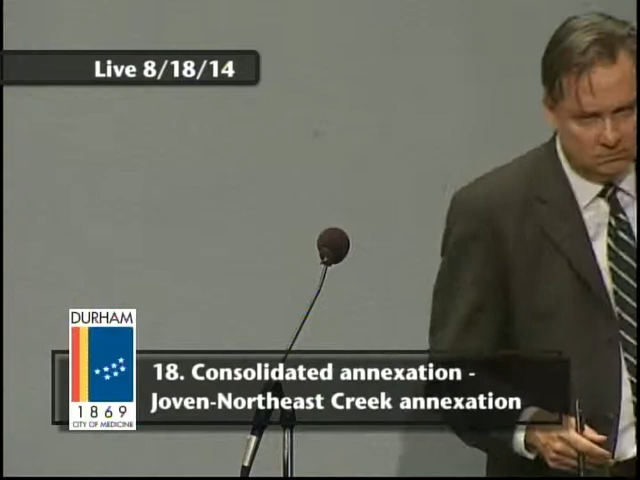 Live 8/18/14
DURHAM
1869
CITY OF MEDICINE
18. Consolidated annexation -
Joven-Northeast Creek annexation